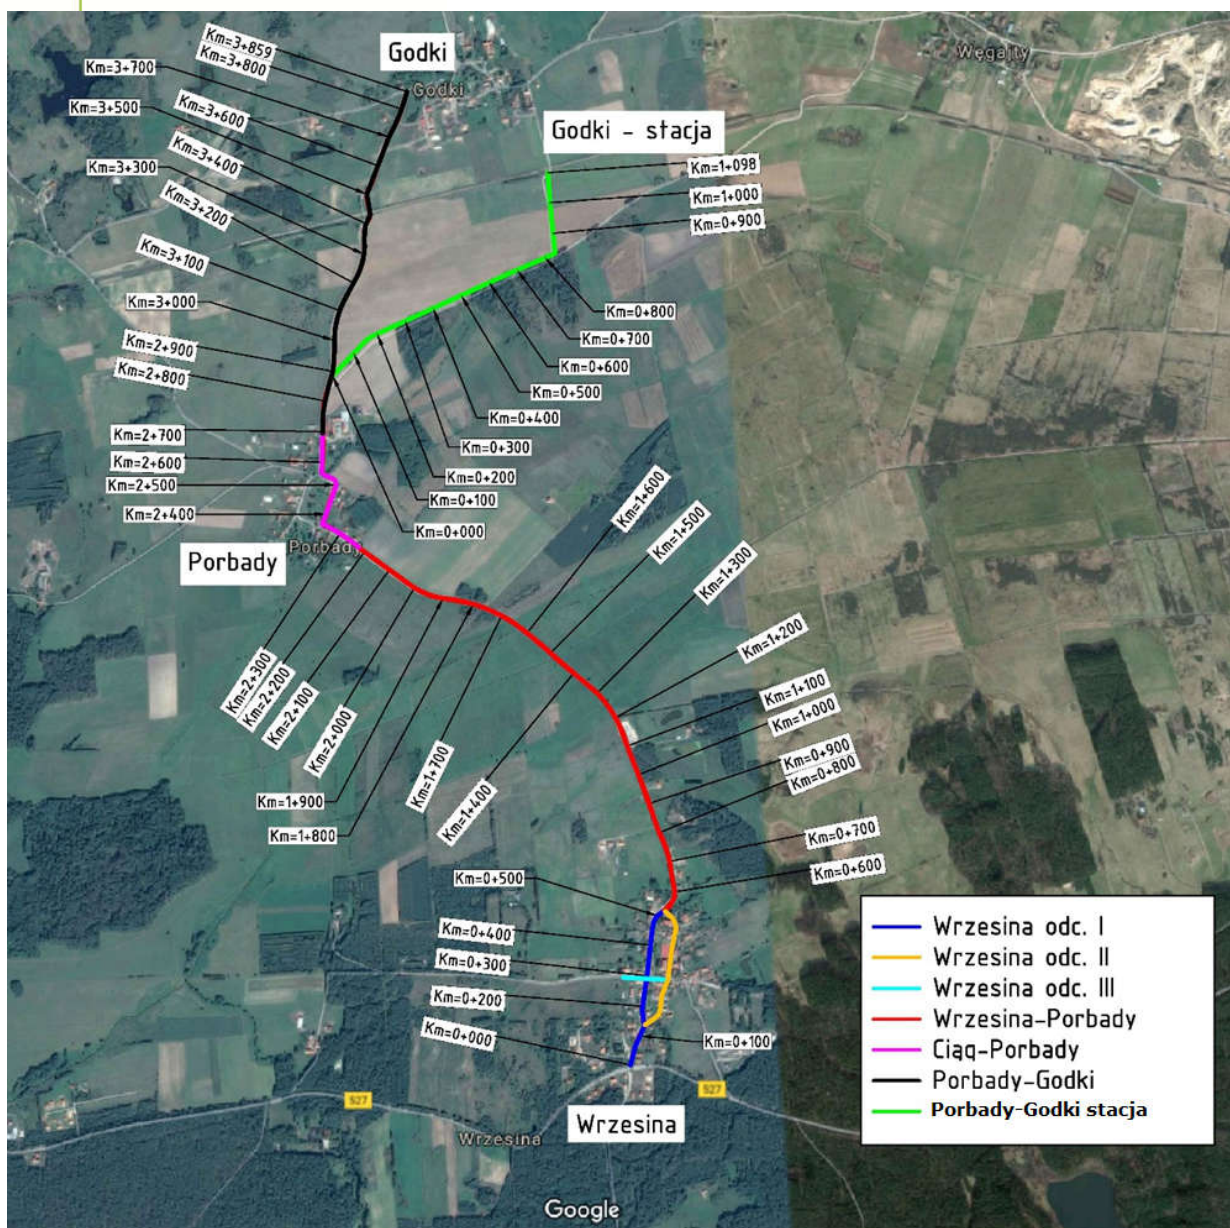 Km=3+859
Km=3+800
Godki
Węgajty
Km=3+700
Godki
Km=3+500
Km=3+600
Godki - stacja
Km=3+400
Km=3+300
Km=1+098
Km=3+200
Km=1+000
Km=0+900
Km=3+100
Km=3+000
Km=0+800
Km=2+900
Km=0+700
Km=2+800
Km=0+600
Km=0+500
Km=0+400
Km=2+700
Km=0+300
Km=2+600
Km=0+200
Km=2+500
Km=0+100
Km=2+400
Km=0+000
Km=1+600
Km=1+500
Km=1+300
Porbady
Porbady
Km=1+200
Km=2+300
Km=2+200
Km=2+100
Km=2+000
Km=1+100
Km=1+000
Km=1+700
Km=0+900
Km=0+800
Km=1+900
Km=1+400
Km=1+800
Km=0+700
Km=0+600
Km=0+500
Km=0+400
Km=0+300
Km=0+200
Km=0+000
Km=0+100
527
527
Wrzesina
Wrzesina
Google
Wrzesina odc. I
Wrzesina odc. II
Wrzesina odc. III
Wrzesina-Porbady
Ciąg-Porbady
Porbady-Godki
Porbady-Godki stacja